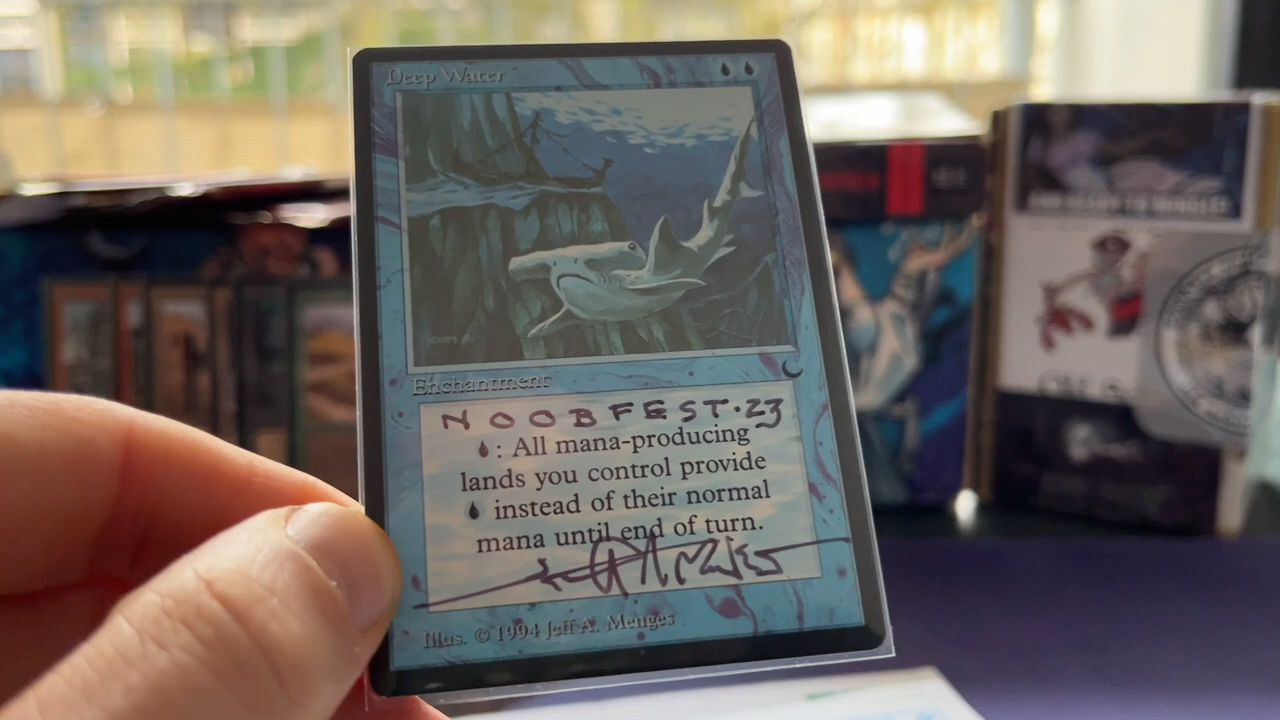 Deep Water
Enchantment
NOOBFEST·23
: All mana-producing
lands you control provide
instead of their normal
mana until end of turn.
Illus. © 1994 Jeff A. Menges